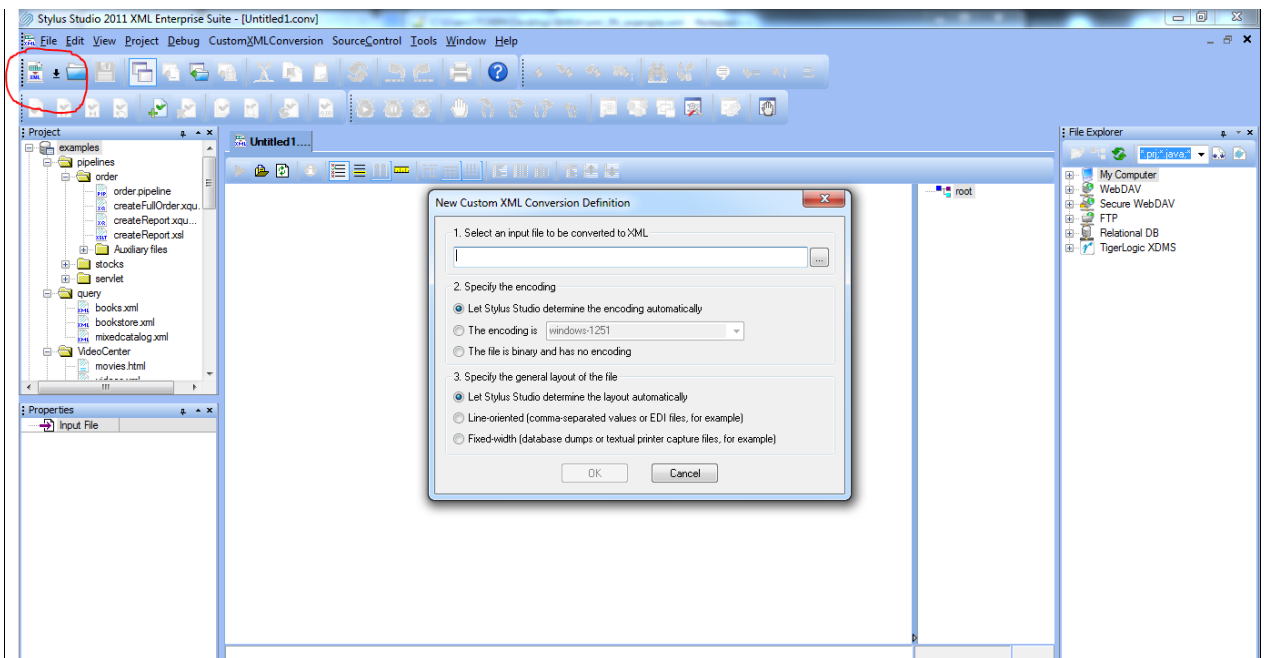 Stylus Studio 2011 XML Enterprise Suite - [Untitled1.conv]
File Edit View Project Debug CustomXMLConversion SourceControl Tools Window Help
Project
examples
pipelines
order
order.pipeline
createFullOrder.xqu.
createReport.xqu...
createReport.xsl
Auxiliary files
stocks
servlet
query
books.xml
bookstore.xml
mixedcatalog.xml
VideoCenter
movies.html
Properties
Input File
Untitled1....
New Custom XML Conversion Definition
1. Select an input file to be converted to XML
...
2. Specify the encoding
Let Stylus Studio determine the encoding automatically
The encoding is windows-1251
The file is binary and has no encoding
3. Specify the general layout of the file
Let Stylus Studio determine the layout automatically
Line-oriented (comma-separated values or EDI files, for example)
Fixed-width (database dumps or textual printer capture files, for example)
OK Cancel
root
File Explorer
*.prj;*.java;*
My Computer
WebDAV
Secure WebDAV
FTP
Relational DB
TigerLogic XDMS